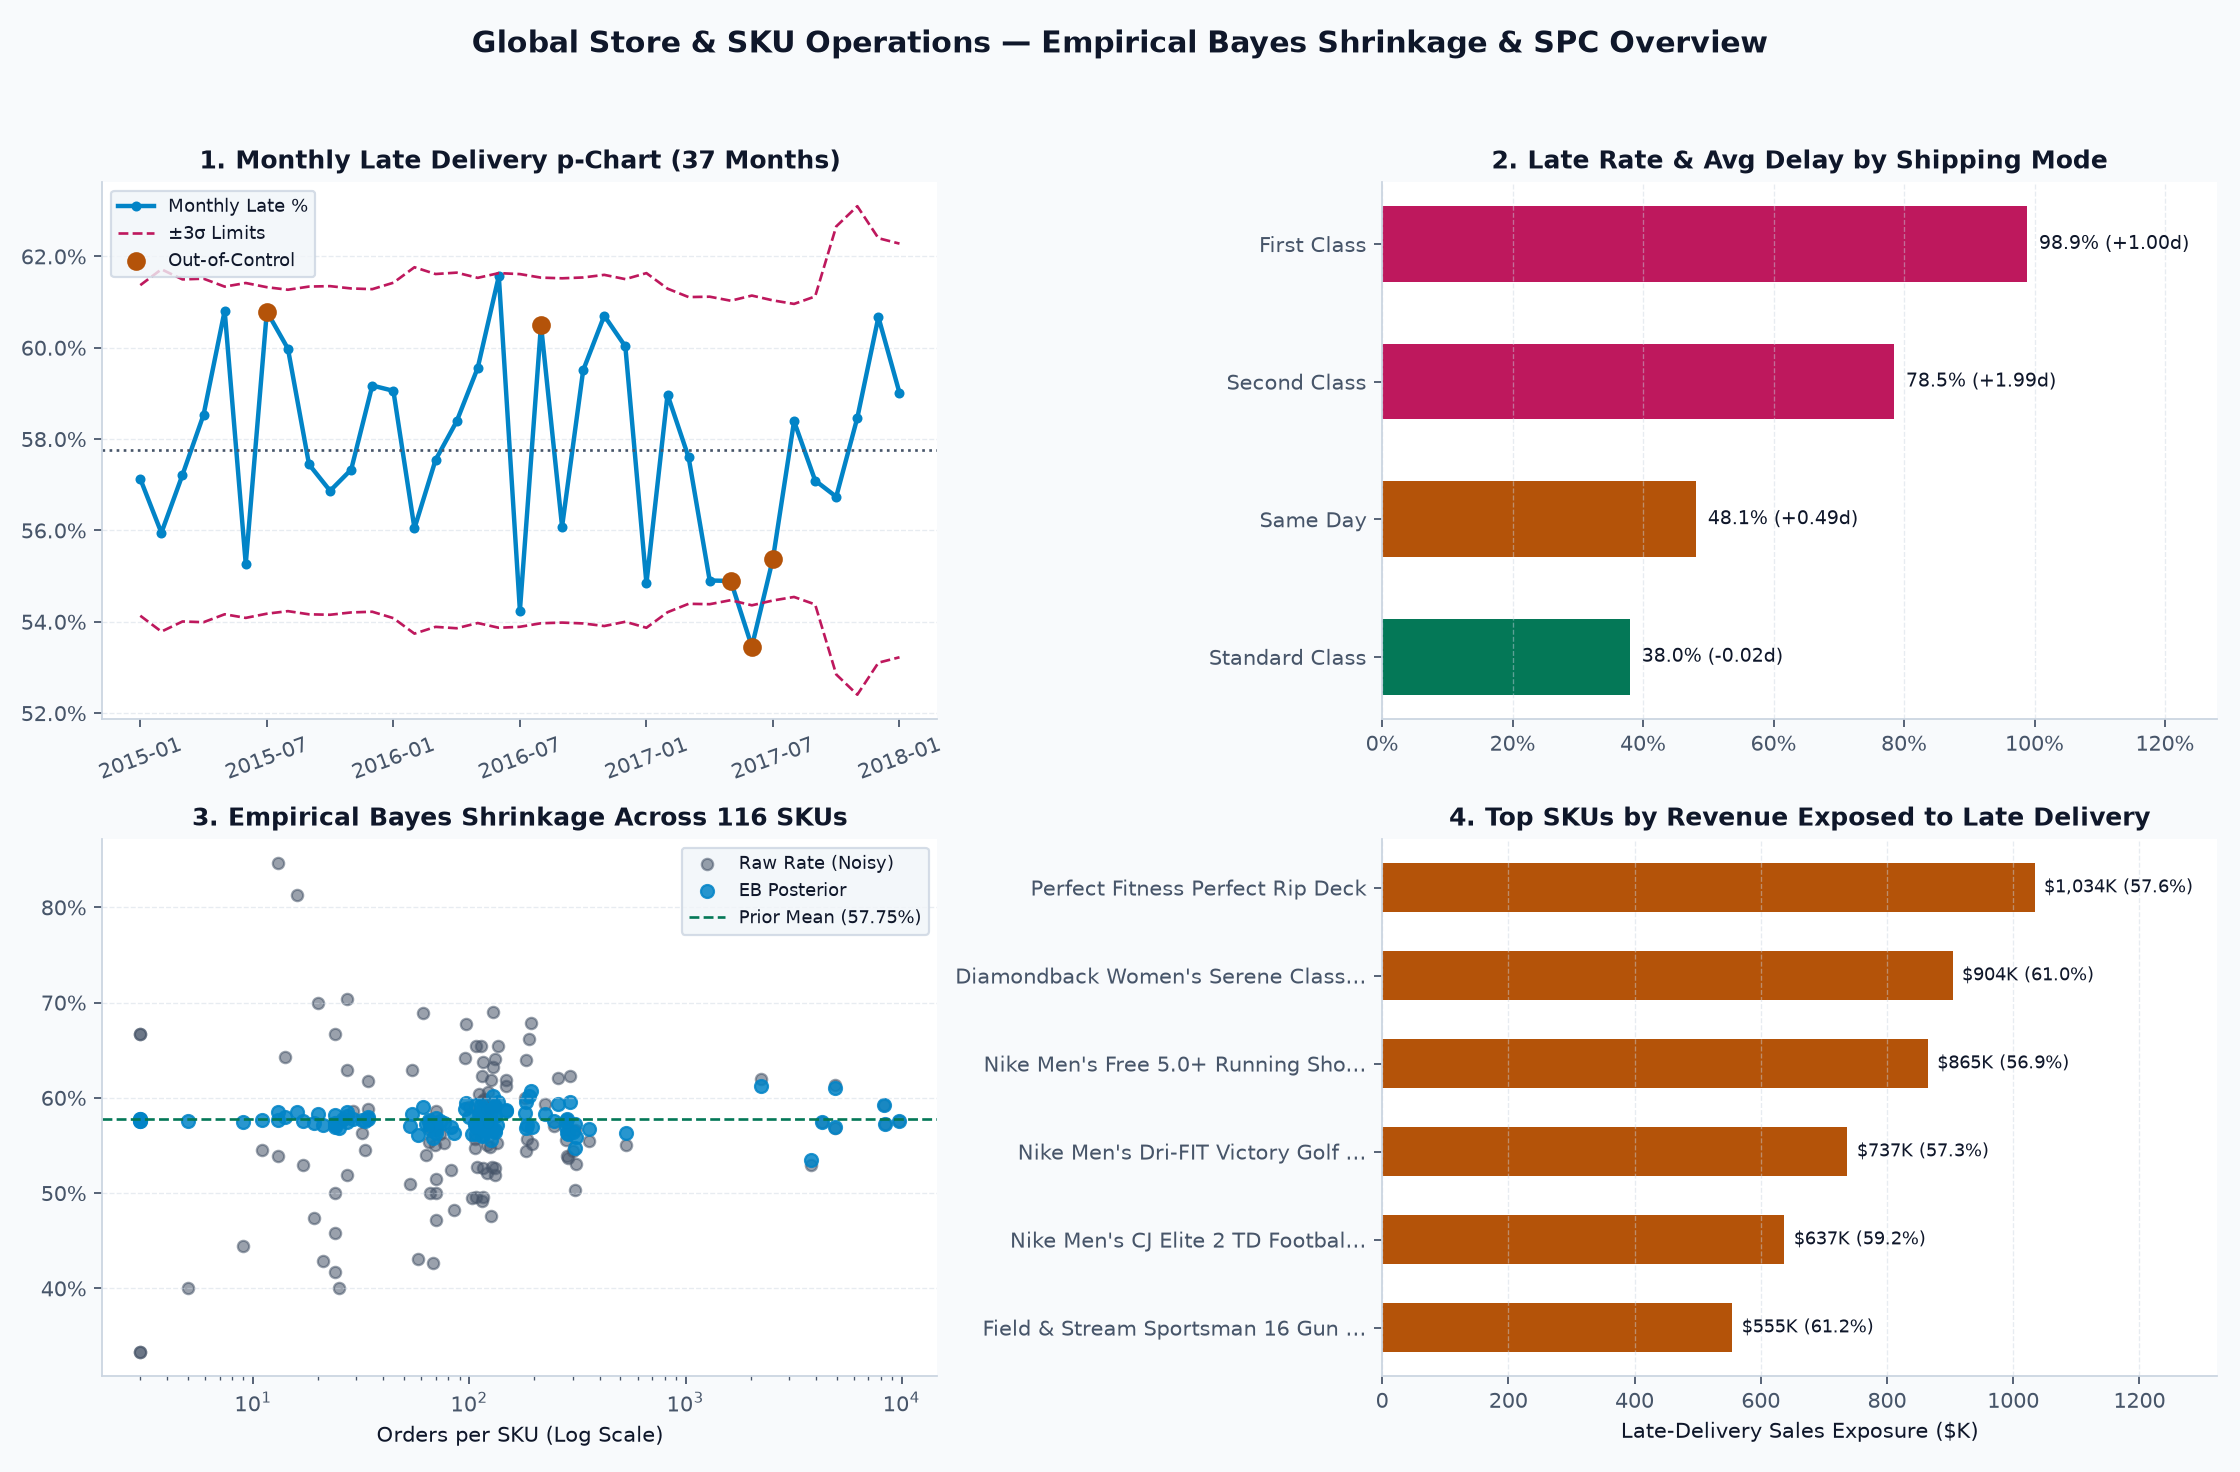 Global Store & SKU Operations — Empirical Bayes Shrinkage & SPC Overview
1. Monthly Late Delivery p-Chart (37 Months)
Monthly Late %
±3σ Limits
Out-of-Control
62.0%
60.0%
58.0%
56.0%
54.0%
52.0%
2015-01
2015-07
2016-01
2016-07
2017-01
2017-07
2018-01
2. Late Rate & Avg Delay by Shipping Mode
First Class
98.9% (+1.00d)
Second Class
78.5% (+1.99d)
Same Day
48.1% (+0.49d)
Standard Class
38.0% (-0.02d)
0%
20%
40%
60%
80%
100%
120%
3. Empirical Bayes Shrinkage Across 116 SKUs
Raw Rate (Noisy)
EB Posterior
Prior Mean (57.75%)
80%
70%
60%
50%
40%
10¹
10²
10³
10⁴
Orders per SKU (Log Scale)
4. Top SKUs by Revenue Exposed to Late Delivery
Perfect Fitness Perfect Rip Deck
$1,034K (57.6%)
Diamondback Women's Serene Class...
$904K (61.0%)
Nike Men's Free 5.0+ Running Sho...
$865K (56.9%)
Nike Men's Dri-FIT Victory Golf ...
$737K (57.3%)
Nike Men's CJ Elite 2 TD Footbal...
$637K (59.2%)
Field & Stream Sportsman 16 Gun ...
$555K (61.2%)
0
200
400
600
800
1000
1200
Late-Delivery Sales Exposure ($K)